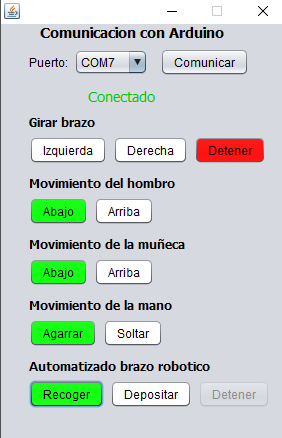 Comunicacion con Arduino
Puerto: COM7 Comunicar
Conectado
Girar brazo
Izquierda Derecha Detener
Movimiento del hombro
Abajo Arriba
Movimiento de la muñeca
Abajo Arriba
Movimiento de la mano
Agarrar Soltar
Automatizado brazo robotico
Recoger Depositar Detener